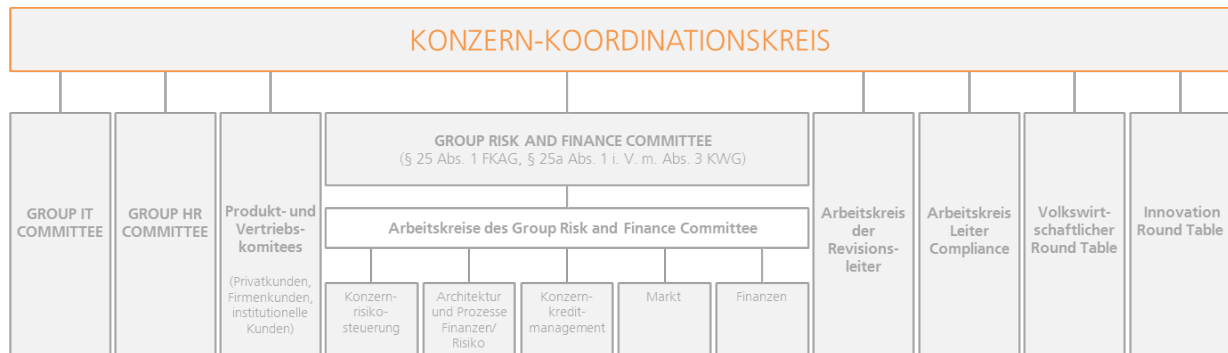 KONZERN-KOORDINATIONSKREIS
GROUP IT
COMMITTEE
GROUP HR
COMMITTEE
Produkt- und
Vertriebs-
komitees
(Privatkunden,
Firmenkunden,
institutionelle
Kunden)
GROUP RISK AND FINANCE COMMITTEE
(§ 25 Abs. 1 FKAG, § 25a Abs. 1 i. V. m. Abs. 3 KWG)
Arbeitskreise des Group Risk and Finance Committee
Konzern-
risiko-
steuerung
Architektur
und Prozesse
Finanzen/
Risiko
Konzern-
kredit-
management
Markt
Finanzen
Arbeitskreis
der
Revisions-
leiter
Arbeitskreis
Leiter
Compliance
Volkswirt-
schaftlicher
Round Table
Innovation
Round Table